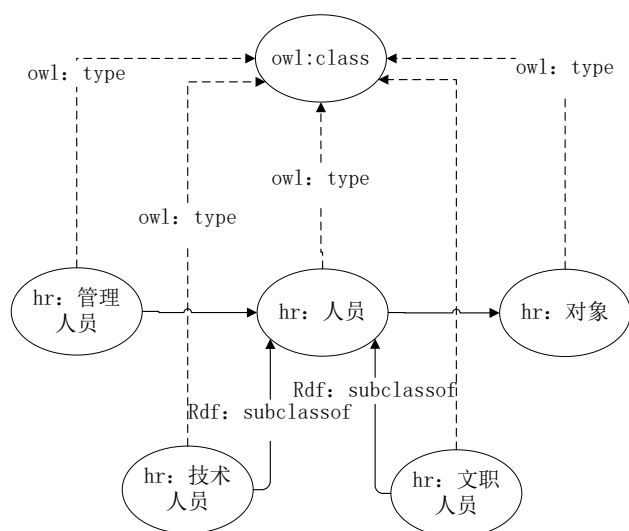 owl:class
owl：type
owl：type
owl：type
owl：type
hr：管理
人员
hr：人员
hr：对象
Rdf：subclassof
Rdf：subclassof
hr：技术
人员
hr：文职
人员